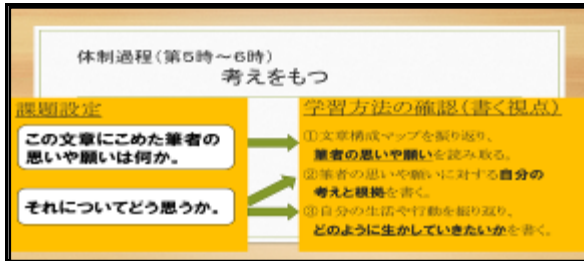 体制過程(第5時~6時)
考えをもつ
課題設定
この文章にこめた筆者の
思いや願いは何か。
それについてどう思うか。
学習方法の確認(書く視点)
①文章構成マップを振り返り、
筆者の思いや願いを読み取る。
②筆者の思いや願いに対する自分の
考えと根拠を書く。
③自分の生活や行動を振り返り、
どのように生かしていきたいかを書く。